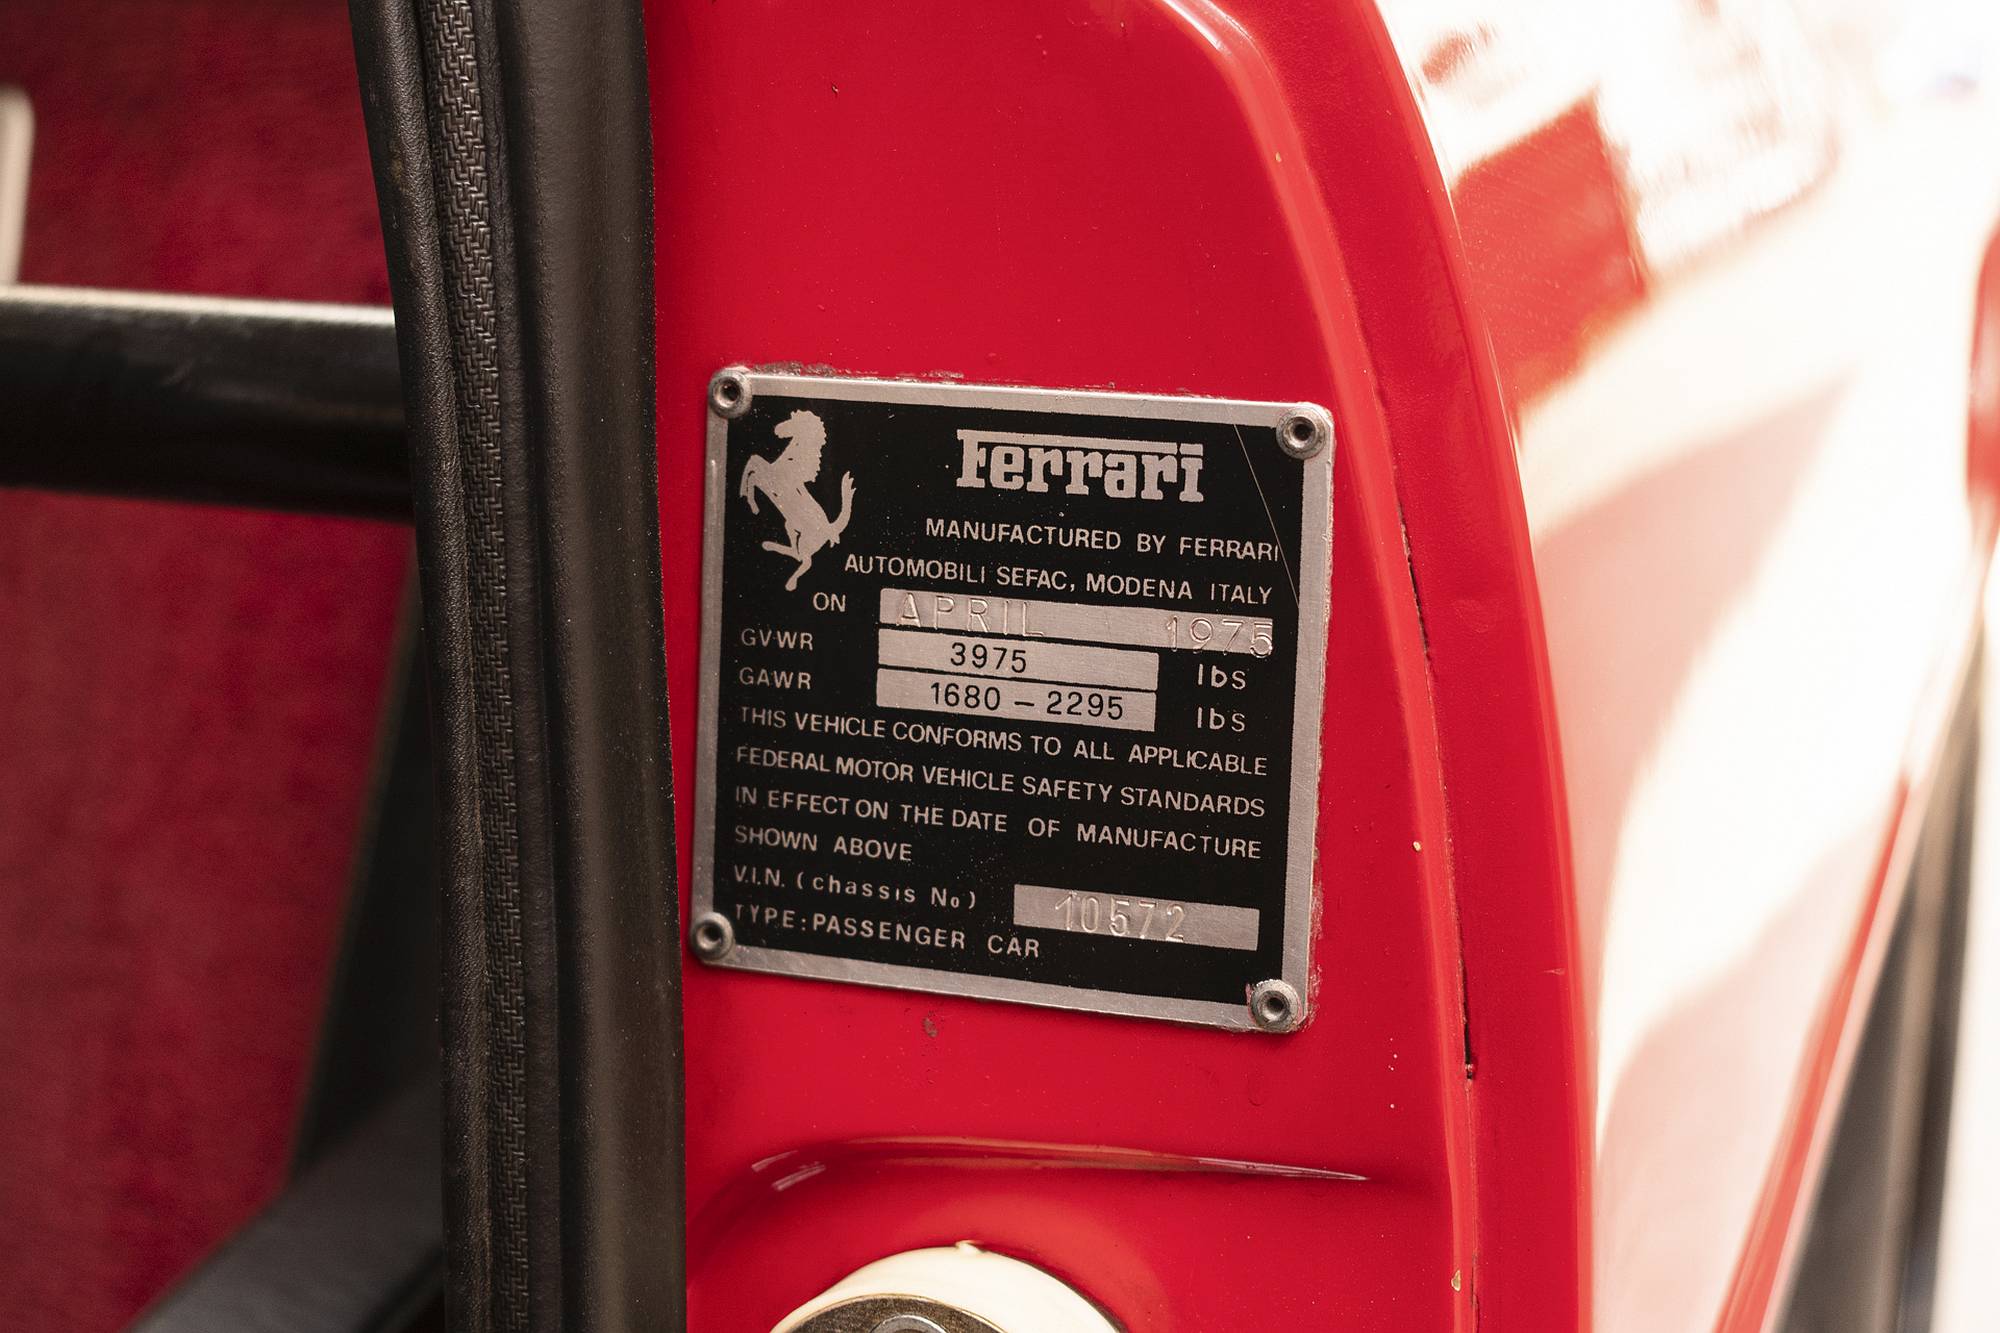 Ferrari
MANUFACTURED BY FERRARI
AUTOMOBILI SEFAC, MODENA ITALY
ON APRIL 1975
GVWR 3975 lbs
GAWR 1680-2295 lbs
THIS VEHICLE CONFORMS TO ALL APPLICABLE
FEDERAL MOTOR VEHICLE SAFETY STANDARDS
IN EFFECT ON THE DATE OF MANUFACTURE
SHOWN ABOVE
V.I.N. (chassis No) 10572
TYPE: PASSENGER CAR